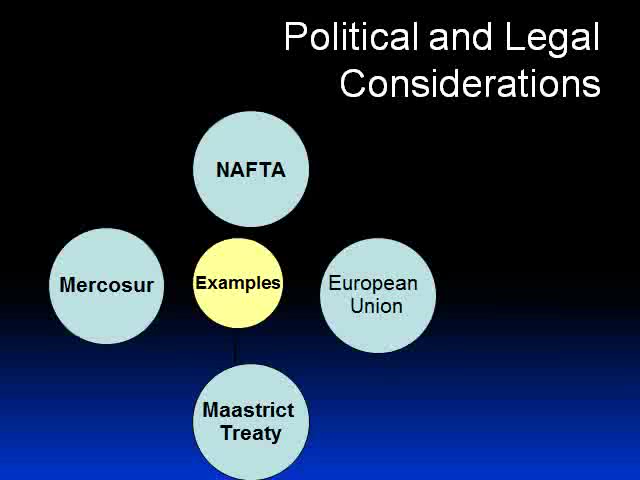 Political and Legal
Considerations
NAFTA
Mercosur
Examples
European
Union
Maastrict
Treaty